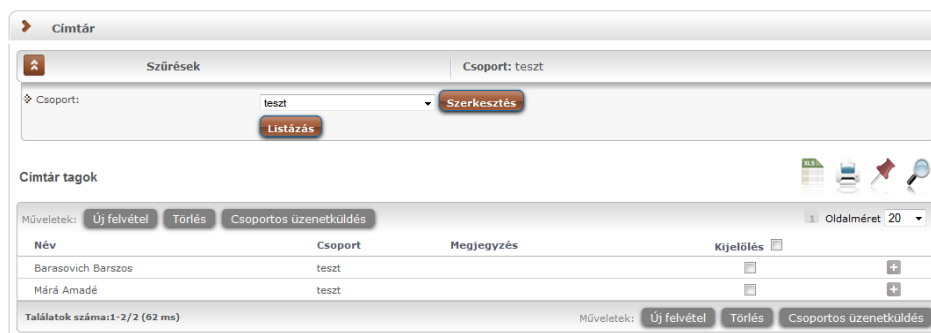 Címtár
Szűrések Csoport: teszt
Csoport: teszt Szerkesztés
Listázás
XLS
Címtár tagok
Műveletek: Új felvétel Törlés Csoportos üzenetküldés 1 Oldalméret 20
Név Csoport Megjegyzés Kijelölés
Barasovich Barszos teszt
Márá Amadé teszt
Találatok száma:1-2/2 (62 ms) Műveletek: Új felvétel Törlés Csoportos üzenetküldés